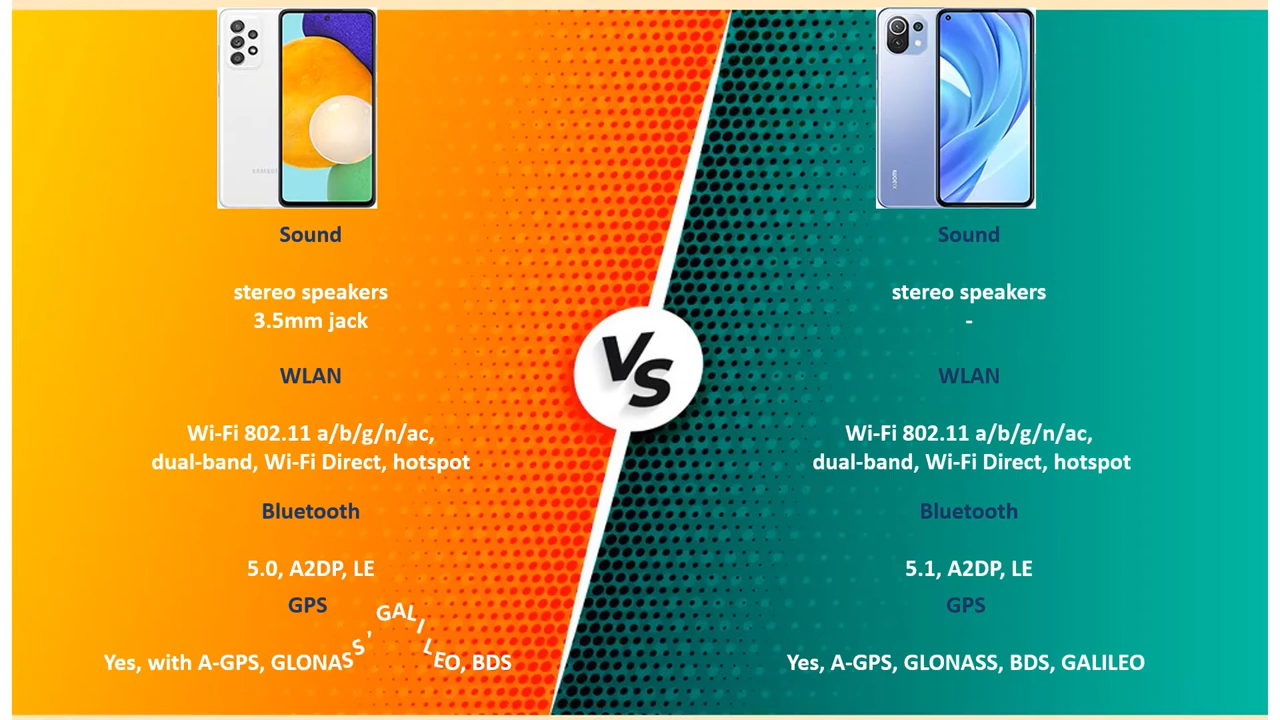 SAMSUNG
XIAOMI
Sound
stereo speakers
3.5mm jack
WLAN
Wi-Fi 802.11 a/b/g/n/ac,
dual-band, Wi-Fi Direct, hotspot
Bluetooth
5.0, A2DP, LE
GPS
Yes, with A-GPS, GLONASS, GALILEO, BDS
VS
Sound
stereo speakers
-
WLAN
Wi-Fi 802.11 a/b/g/n/ac,
dual-band, Wi-Fi Direct, hotspot
Bluetooth
5.1, A2DP, LE
GPS
Yes, A-GPS, GLONASS, BDS, GALILEO